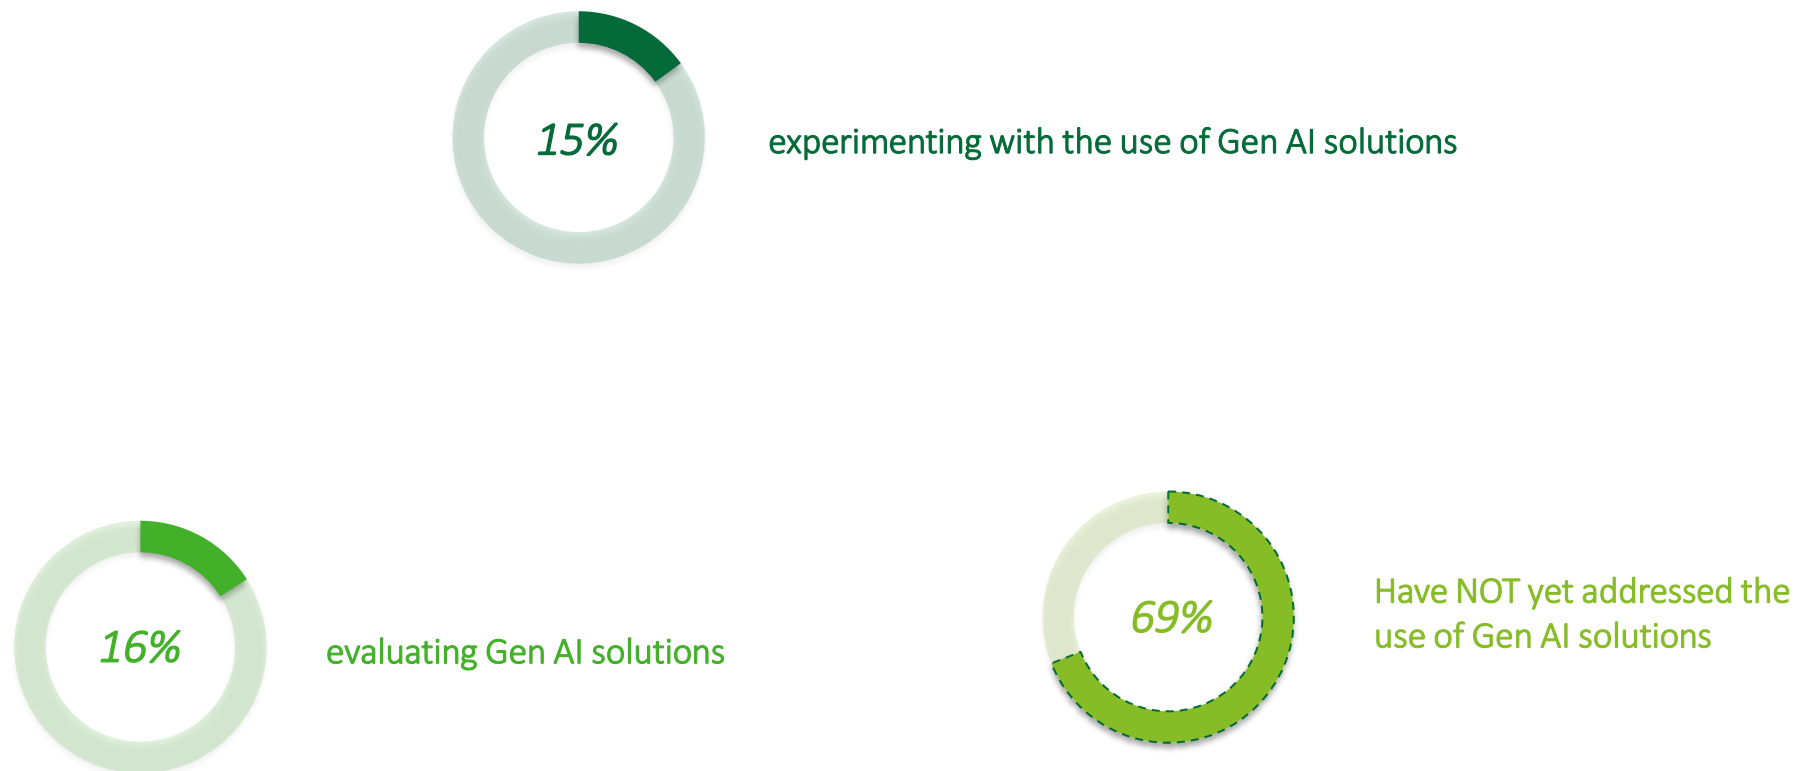 15%
experimenting with the use of Gen AI solutions
16%
evaluating Gen AI solutions
69%
Have NOT yet addressed the
use of Gen AI solutions